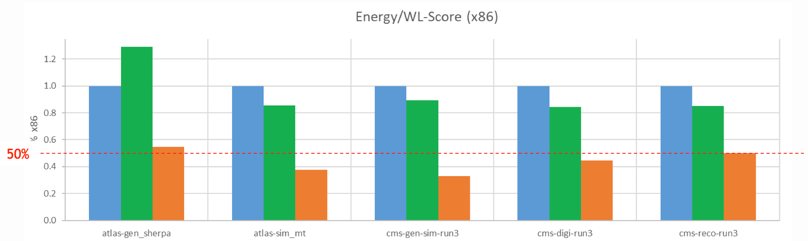 Energy/WL-Score (x86)
1.2
1.0
0.8
0.6
0.4
0.2
0.0
% x86
50%
atlas-gen_sherpa
atlas-sim_mt
cms-gen-sim-run3
cms-digi-run3
cms-reco-run3